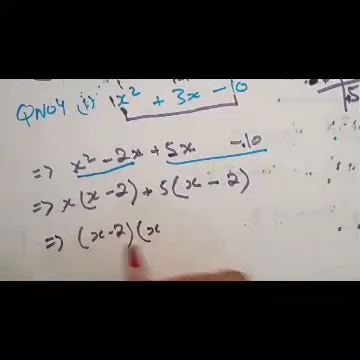 QNO4 (i) x² + 3x - 10
=> x² - 2x + 5x - 10
=> x(x - 2) + 5(x - 2)
=> (x - 2)(x